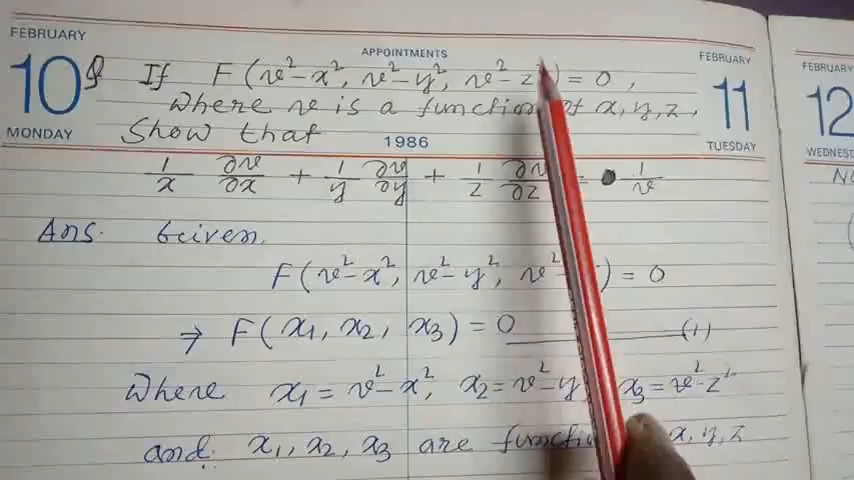 FEBRUARY
10
MONDAY
APPOINTMENTS
1986
FEBRUARY
11
TUESDAY
FEBRUARY
12
Q If F(v²-x², v²-y², v²-z²) = 0,
Where v is a function of x, y, z,
Show that
1/x ∂v/∂x + 1/y ∂v/∂y + 1/z ∂v/∂z = 1/v
Ans. Given
F(v²-x², v²-y², v²- ) = 0
⇒ F(x₁, x₂, x₃) = 0 (1)
Where x₁ = v²-x², x₂ = v²-y, x₃ = v²-z²
and x₁, x₂, x₃ are x, y, z